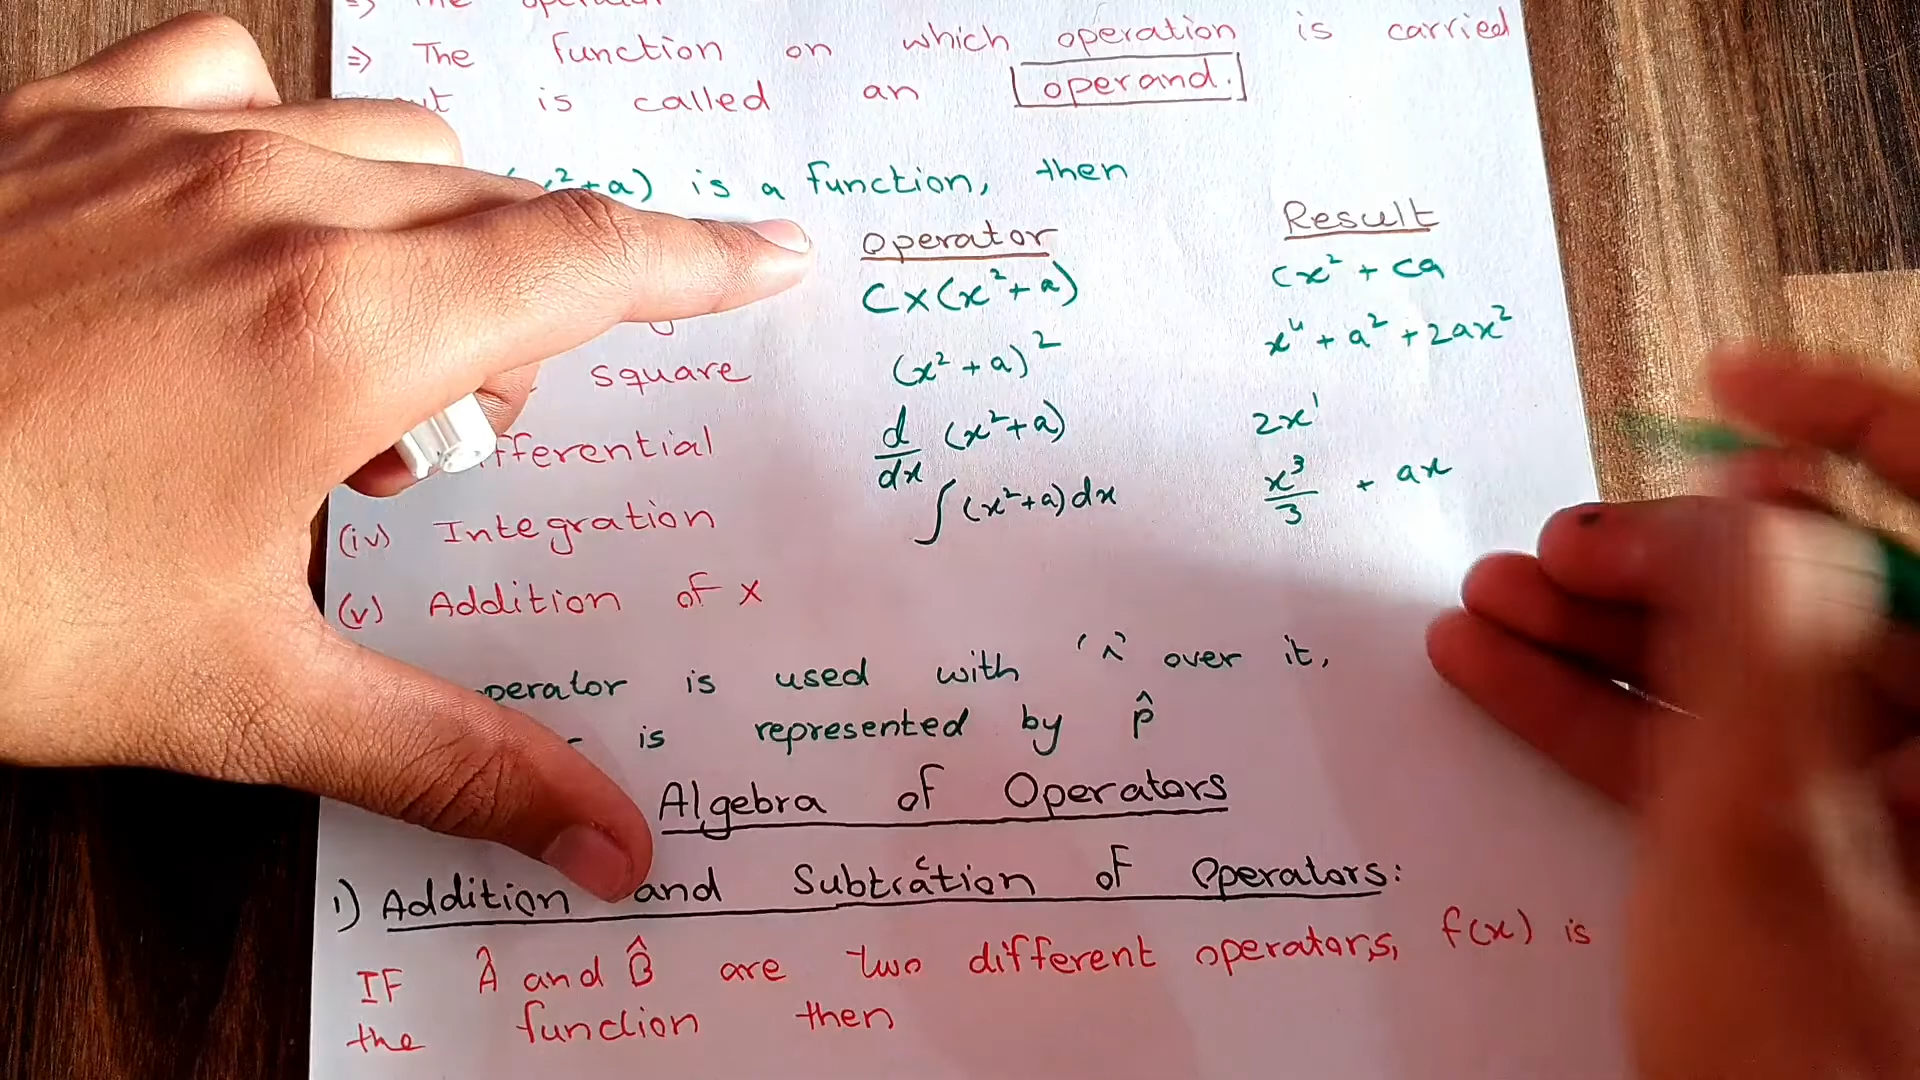 ⇒ The operator
⇒ The function on which operation is carried
is called an operand.
x²+a) is a function, then
Operator Result
C×(x²+a) Cx² + Ca
square (x²+a)² x⁴ + a² + 2ax²
fferential d/dx (x²+a) 2x¹
(iv) Integration ∫(x²+a)dx x³/3 + ax
(v) Addition of x
perator is used with '^' over it,
is represented by p̂
Algebra of Operators
1) Addition and Subtraction of Operators:
IF Â and B̂ are two different operators, f(x) is
the function then